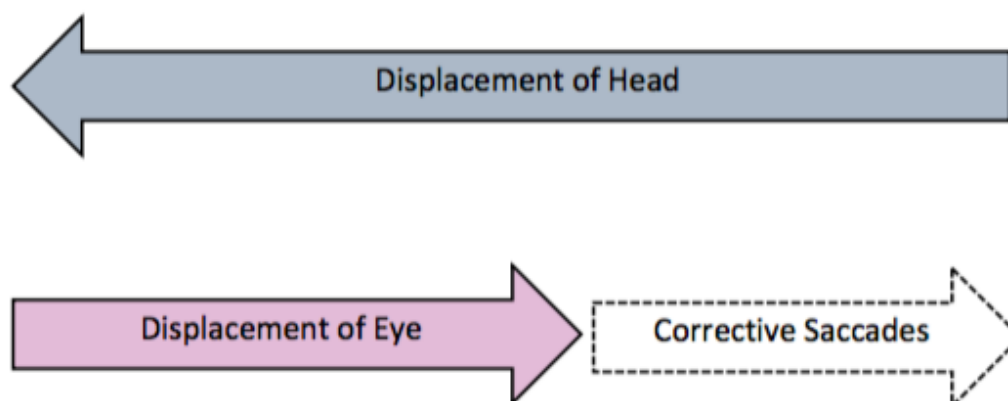 Displacement of Head
Displacement of Eye
Corrective Saccades